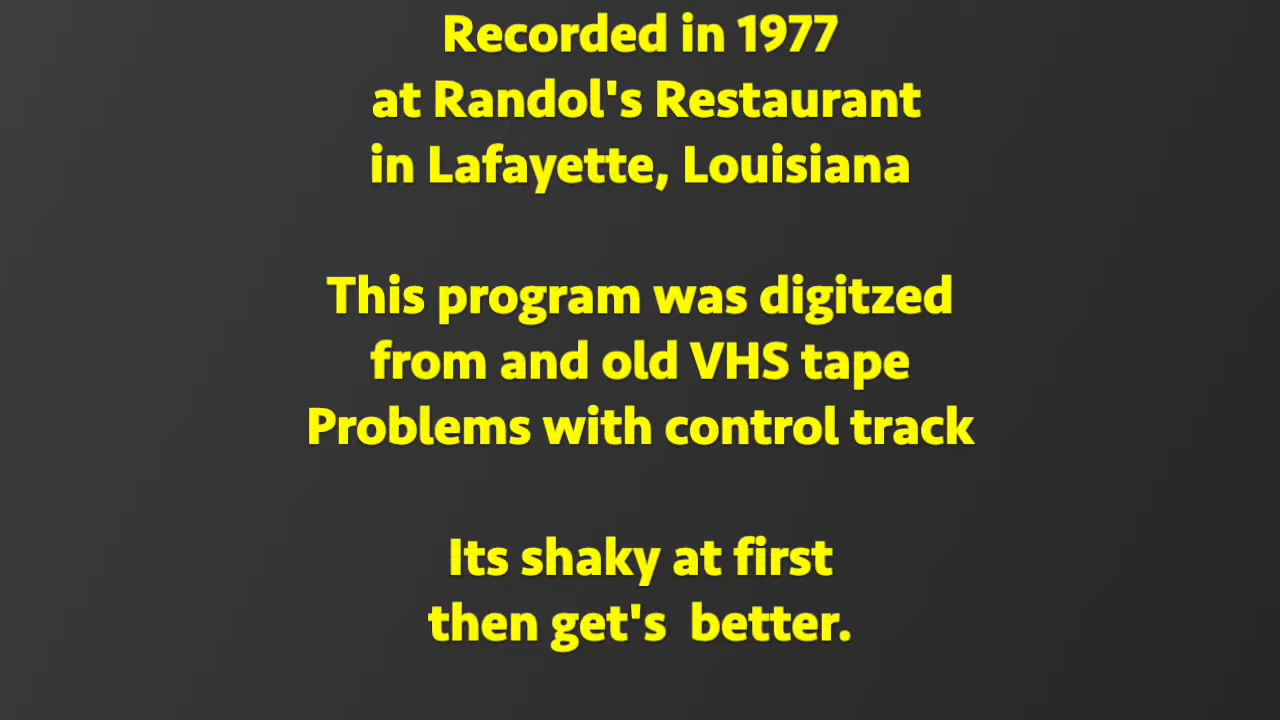 Recorded in 1977
at Randol's Restaurant
in Lafayette, Louisiana
This program was digitzed
from and old VHS tape
Problems with control track
Its shaky at first
then get's  better.